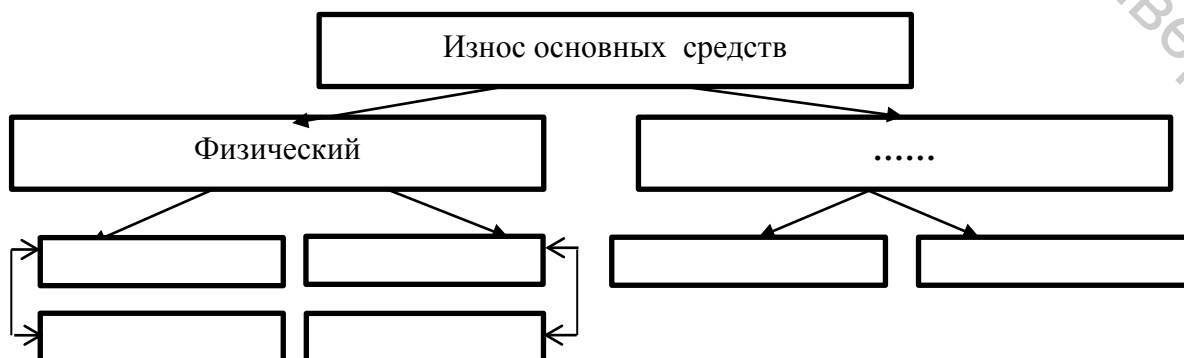 Износ основных средств
Физический
......